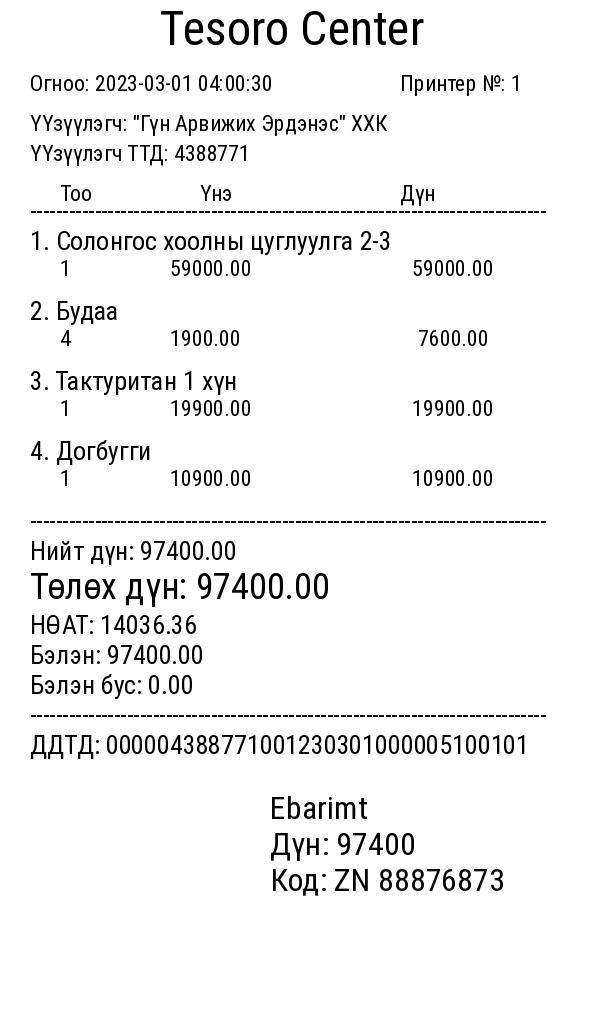 Tesoro Center
Огноо: 2023-03-01 04:00:30 Принтер №: 1
ҮҮзүүлэгч: "Гүн Арвижих Эрдэнэс" ХХК
ҮҮзүүлэгч ТТД: 4388771
Тоо Үнэ Дүн
--------------------------------------------------------------------------------
1. Солонгос хоолны цуглуулга 2-3
1 59000.00 59000.00
2. Будаа
4 1900.00 7600.00
3. Тактуритан 1 хүн
1 19900.00 19900.00
4. Догбугги
1 10900.00 10900.00
--------------------------------------------------------------------------------
Нийт дүн: 97400.00
Төлөх дүн: 97400.00
НӨАТ: 14036.36
Бэлэн: 97400.00
Бэлэн бус: 0.00
--------------------------------------------------------------------------------
ДДТД: 000004388771001230301000005100101
Ebarimt
Дүн: 97400
Код: ZN 88876873